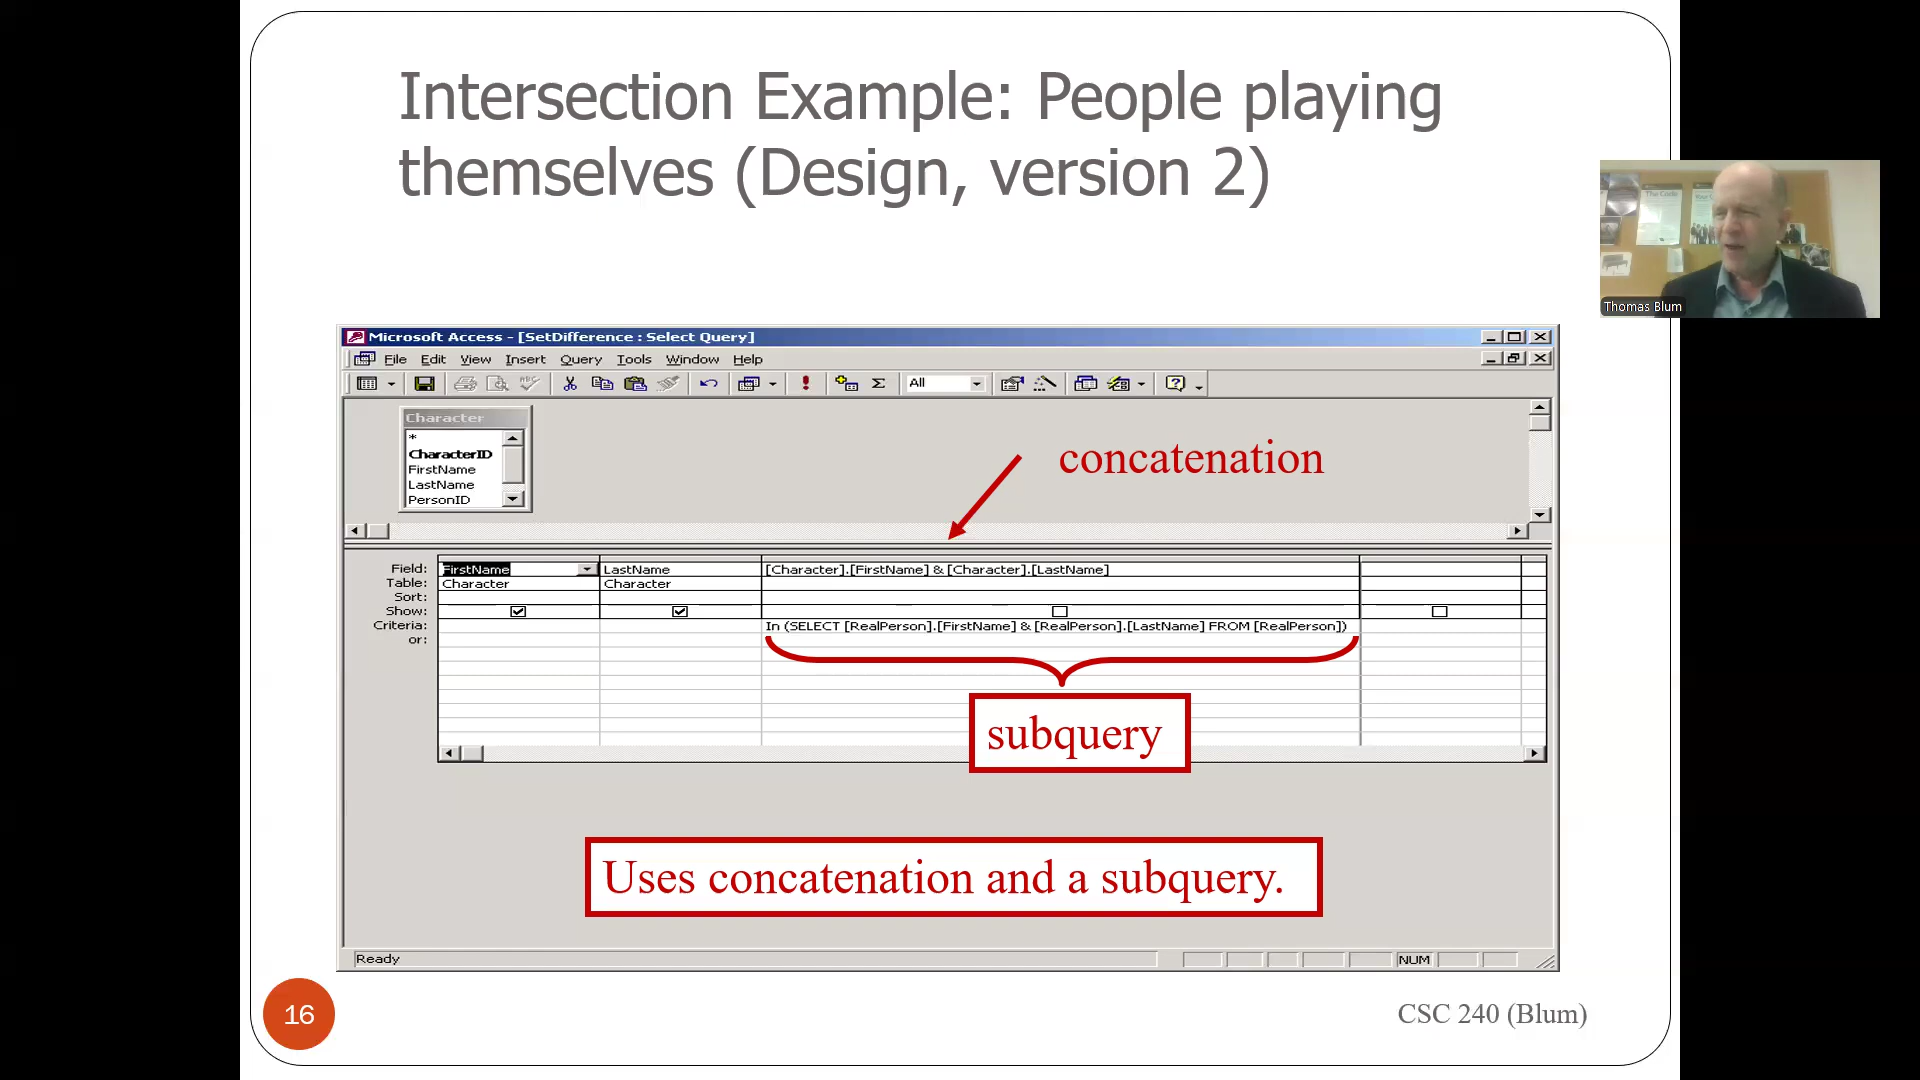 Intersection Example: People playing
themselves (Design, version 2)
Thomas Blum
Microsoft Access - [SetDifference : Select Query]
File Edit View Insert Query Tools Window Help
All
Character
*
CharacterID
FirstName
LastName
PersonID
concatenation
Field: FirstName LastName [Character].[FirstName] & [Character].[LastName]
Table: Character Character
Sort:
Show:
Criteria: In (SELECT [RealPerson].[FirstName] & [RealPerson].[LastName] FROM [RealPerson])
or:
subquery
Uses concatenation and a subquery.
Ready NUM
16
CSC 240 (Blum)